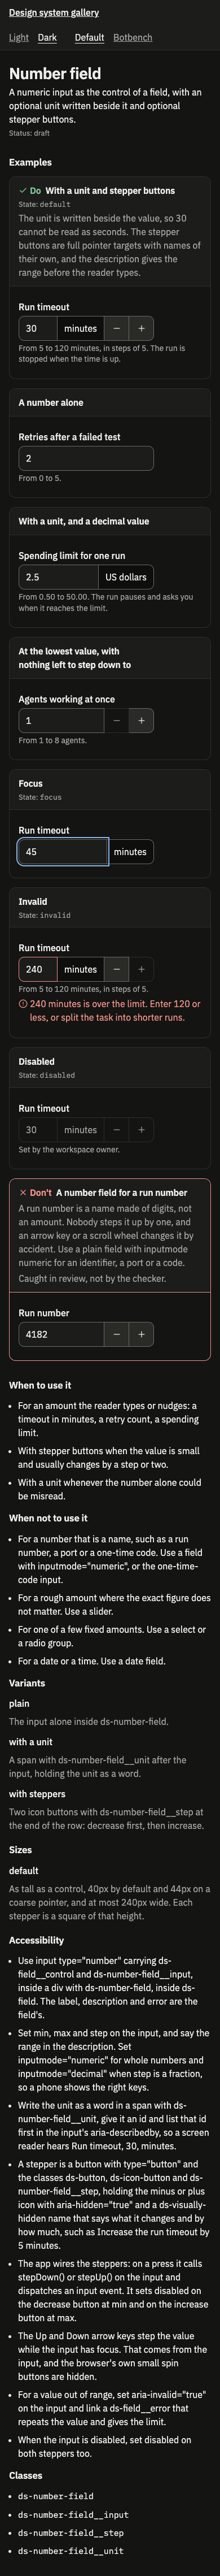 Design system gallery
Light Dark Default Botbench
Number field
A numeric input as the control of a field, with an
optional unit written beside it and optional
stepper buttons.
Status: draft
Examples
Do With a unit and stepper buttons
State: default
The unit is written beside the value, so 30
cannot be read as seconds. The stepper
buttons are full pointer targets with names of
their own, and the description gives the
range before the reader types.
Run timeout
30 minutes
From 5 to 120 minutes, in steps of 5. The run is
stopped when the time is up.
A number alone
Retries after a failed test
2
From 0 to 5.
With a unit, and a decimal value
Spending limit for one run
2.5 US dollars
From 0.50 to 50.00. The run pauses and asks you
when it reaches the limit.
At the lowest value, with
nothing left to step down to
Agents working at once
1
From 1 to 8 agents.
Focus
State: focus
Run timeout
45 minutes
Invalid
State: invalid
Run timeout
240 minutes
From 5 to 120 minutes, in steps of 5.
240 minutes is over the limit. Enter 120 or
less, or split the task into shorter runs.
Disabled
State: disabled
Run timeout
30 minutes
Set by the workspace owner.
Don't A number field for a run number
A run number is a name made of digits, not
an amount. Nobody steps it up by one, and
an arrow key or a scroll wheel changes it by
accident. Use a plain field with inputmode
numeric for an identifier, a port or a code.
Caught in review, not by the checker.
Run number
4182
When to use it
• For an amount the reader types or nudges: a
timeout in minutes, a retry count, a spending
limit.
• With stepper buttons when the value is small
and usually changes by a step or two.
• With a unit whenever the number alone could
be misread.
When not to use it
• For a number that is a name, such as a run
number, a port or a one-time code. Use a field
with inputmode="numeric", or the one-time-
code input.
• For a rough amount where the exact figure does
not matter. Use a slider.
• For one of a few fixed amounts. Use a select or
a radio group.
• For a date or a time. Use a date field.
Variants
plain
The input alone inside ds-number-field.
with a unit
A span with ds-number-field__unit after the
input, holding the unit as a word.
with steppers
Two icon buttons with ds-number-field__step at
the end of the row: decrease first, then increase.
Sizes
default
As tall as a control, 40px by default and 44px on a
coarse pointer, and at most 240px wide. Each
stepper is a square of that height.
Accessibility
• Use input type="number" carrying ds-
field__control and ds-number-field__input,
inside a div with ds-number-field, inside ds-
field. The label, description and error are the
field's.
• Set min, max and step on the input, and say the
range in the description. Set
inputmode="numeric" for whole numbers and
inputmode="decimal" when step is a fraction,
so a phone shows the right keys.
• Write the unit as a word in a span with ds-
number-field__unit, give it an id and list that id
first in the input's aria-describedby, so a screen
reader hears Run timeout, 30, minutes.
• A stepper is a button with type="button" and
the classes ds-button, ds-icon-button and ds-
number-field__step, holding the minus or plus
icon with aria-hidden="true" and a ds-visually-
hidden name that says what it changes and by
how much, such as Increase the run timeout by
5 minutes.
• The app wires the steppers: on a press it calls
stepDown() or stepUp() on the input and
dispatches an input event. It sets disabled on
the decrease button at min and on the increase
button at max.
• The Up and Down arrow keys step the value
while the input has focus. That comes from the
input, and the browser's own small spin
buttons are hidden.
• For a value out of range, set aria-invalid="true"
on the input and link a ds-field__error that
repeats the value and gives the limit.
• When the input is disabled, set disabled on
both steppers too.
Classes
• ds-number-field
• ds-number-field__input
• ds-number-field__step
• ds-number-field__unit